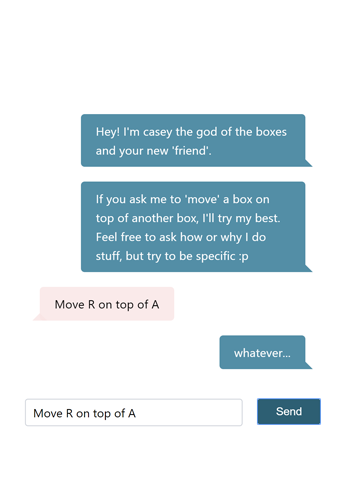 Hey! I'm casey the god of the boxes
and your new 'friend'.
If you ask me to 'move' a box on
top of another box, I'll try my best.
Feel free to ask how or why I do
stuff, but try to be specific :p
Move R on top of A
whatever...
Move R on top of A
Send